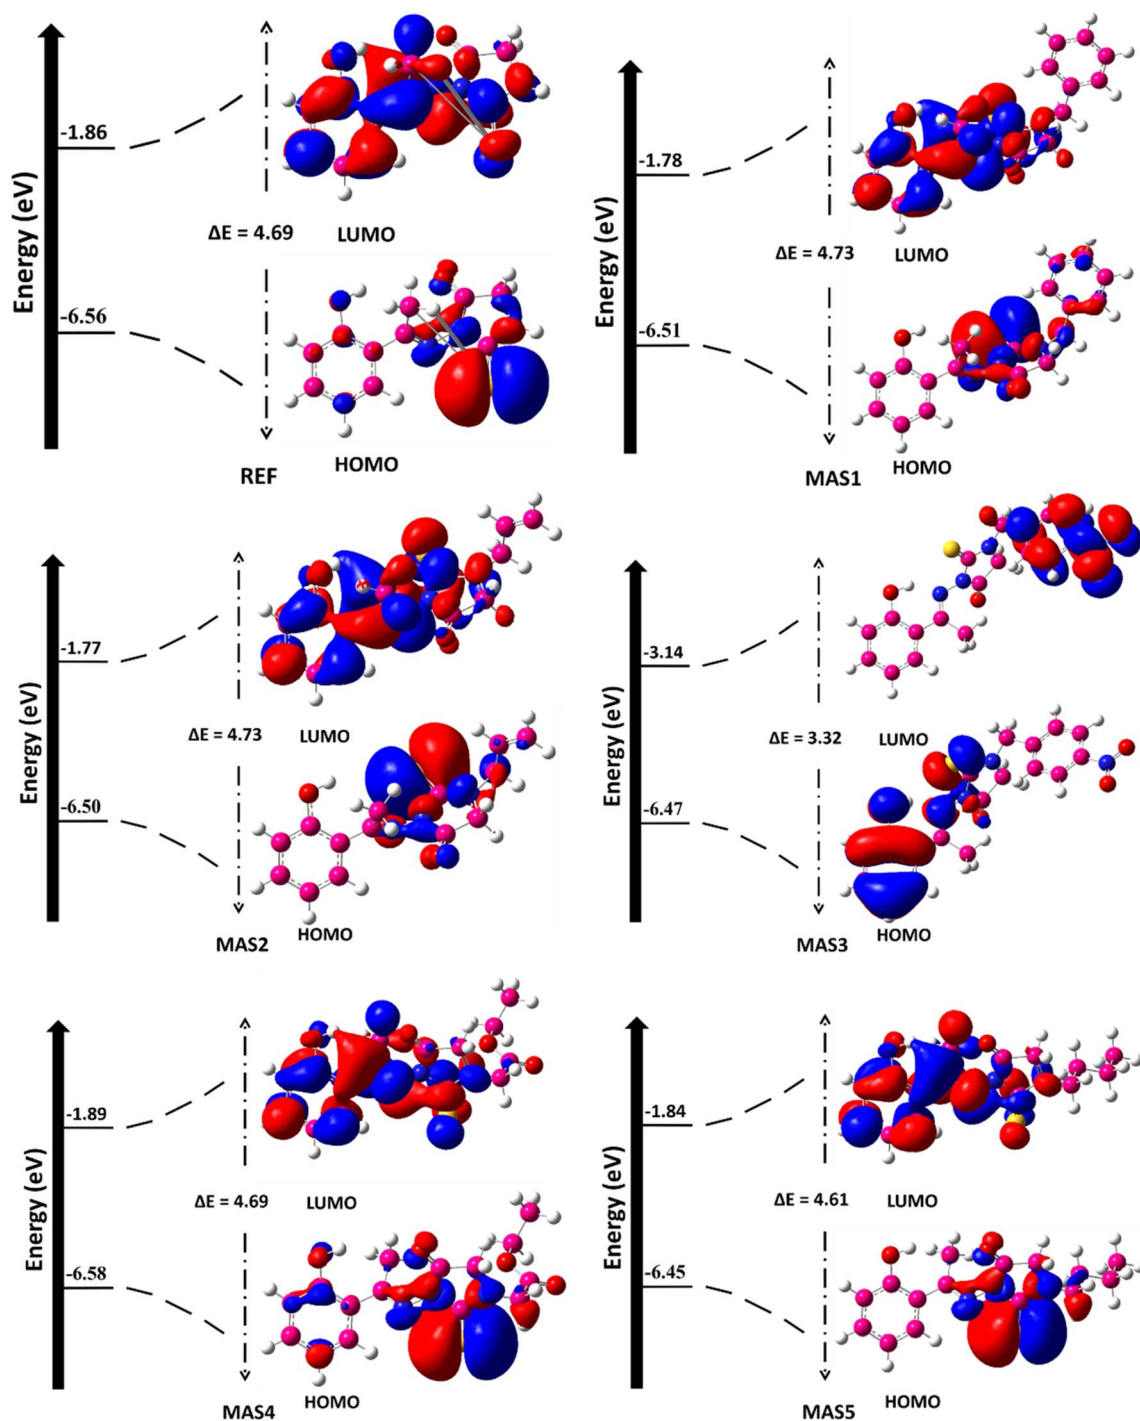 Energy (eV)
-1.86
ΔE = 4.69
LUMO
-6.56
HOMO
REF
Energy (eV)
-1.78
ΔE = 4.73
LUMO
-6.51
HOMO
MAS1
Energy (eV)
-1.77
ΔE = 4.73
LUMO
-6.50
HOMO
MAS2
Energy (eV)
-3.14
ΔE = 3.32
LUMO
-6.47
HOMO
MAS3
Energy (eV)
-1.89
ΔE = 4.69
LUMO
-6.58
HOMO
MAS4
Energy (eV)
-1.84
ΔE = 4.61
LUMO
-6.45
HOMO
MAS5